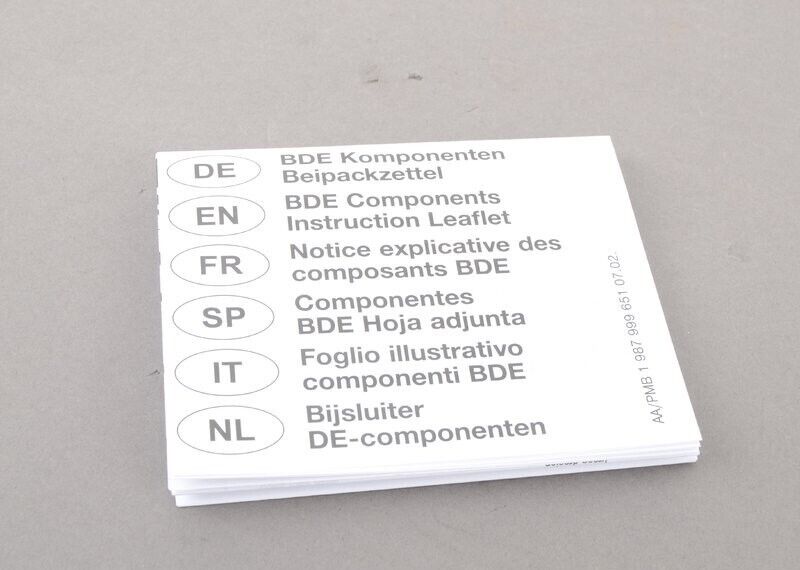 DE
BDE Komponenten
Beipackzettel
EN
BDE Components
Instruction Leaflet
FR
Notice explicative des
composants BDE
SP
Componentes
BDE Hoja adjunta
IT
Foglio illustrativo
componenti BDE
NL
Bijsluiter
DE-componenten
AA/PMB 1 987 999 651 07.02.